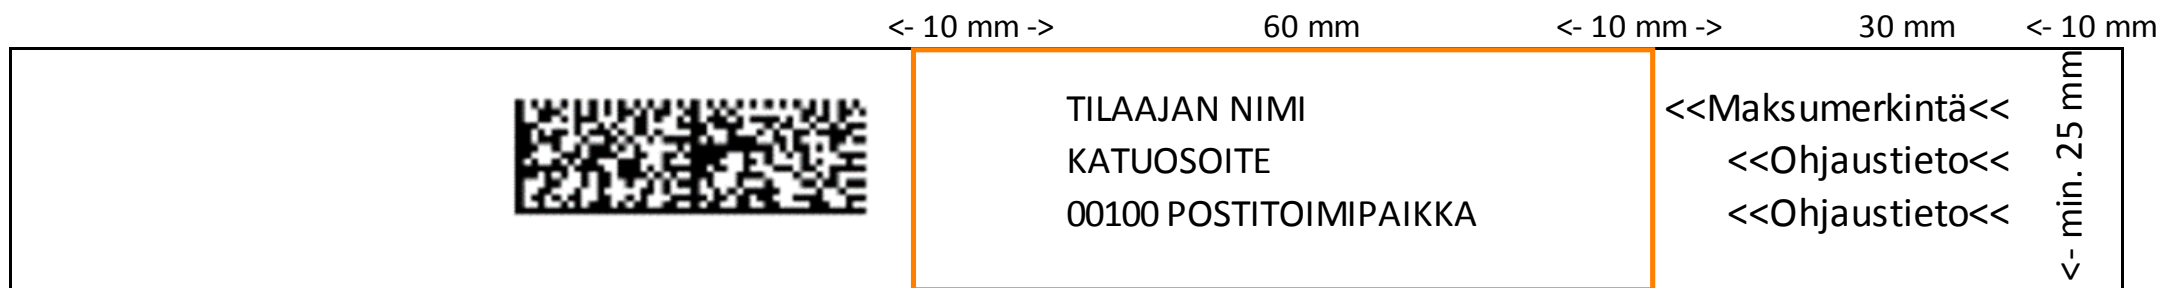 <- 10 mm -> 60 mm <- 10 mm -> 30 mm <- 10 mm
TILAAJAN NIMI <<Maksumerkintä<<
KATUOSOITE <<Ohjaustieto<<
00100 POSTITOIMIPAIKKA <<Ohjaustieto<<
<- min. 25 mm